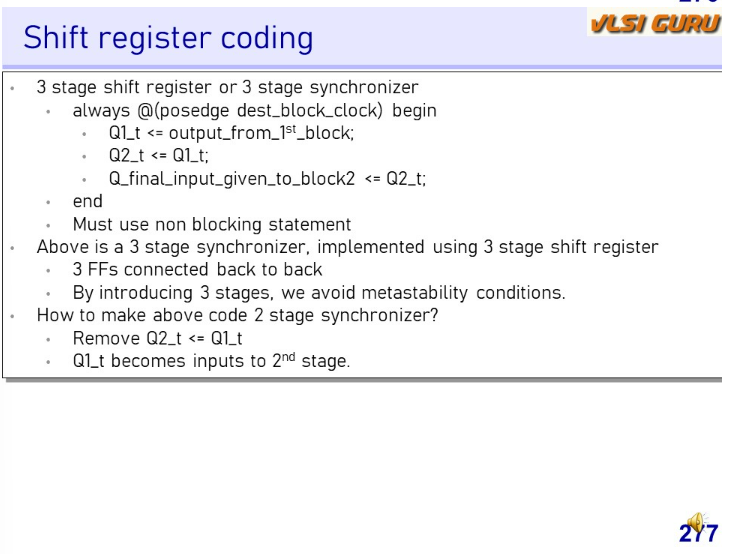 VLSI GURU
Shift register coding
• 3 stage shift register or 3 stage synchronizer
• always @(posedge dest_block_clock) begin
• Q1_t <= output_from_1st_block;
• Q2_t <= Q1_t;
• Q_final_input_given_to_block2 <= Q2_t;
• end
• Must use non blocking statement
• Above is a 3 stage synchronizer, implemented using 3 stage shift register
• 3 FFs connected back to back
• By introducing 3 stages, we avoid metastability conditions.
• How to make above code 2 stage synchronizer?
• Remove Q2_t <= Q1_t
• Q1_t becomes inputs to 2nd stage.
277